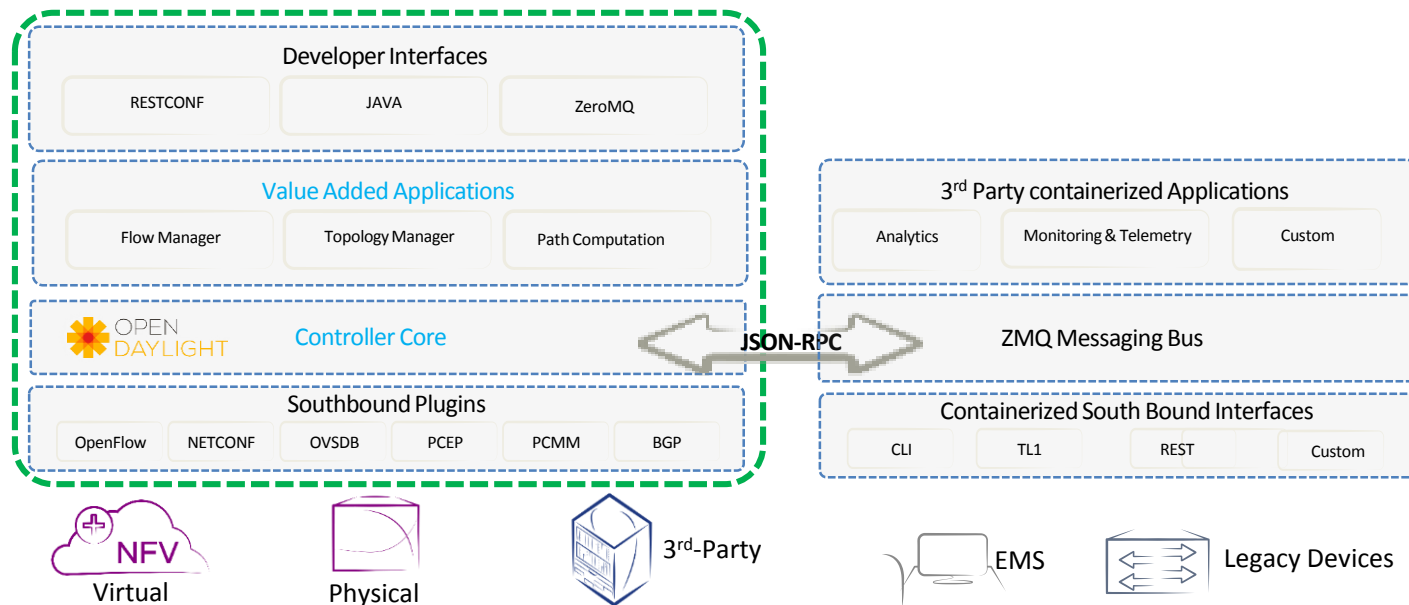 Developer Interfaces
RESTCONF
JAVA
ZeroMQ
Value Added Applications
Flow Manager
Topology Manager
Path Computation
OPEN
DAYLIGHT
Controller Core
Southbound Plugins
OpenFlow
NETCONF
OVSDB
PCEP
PCMM
BGP
JSON-RPC
3rd Party containerized Applications
Analytics
Monitoring & Telemetry
Custom
ZMQ Messaging Bus
Containerized South Bound Interfaces
CLI
TL1
REST
Custom
NFV
Virtual
Physical
3rd-Party
EMS
Legacy Devices